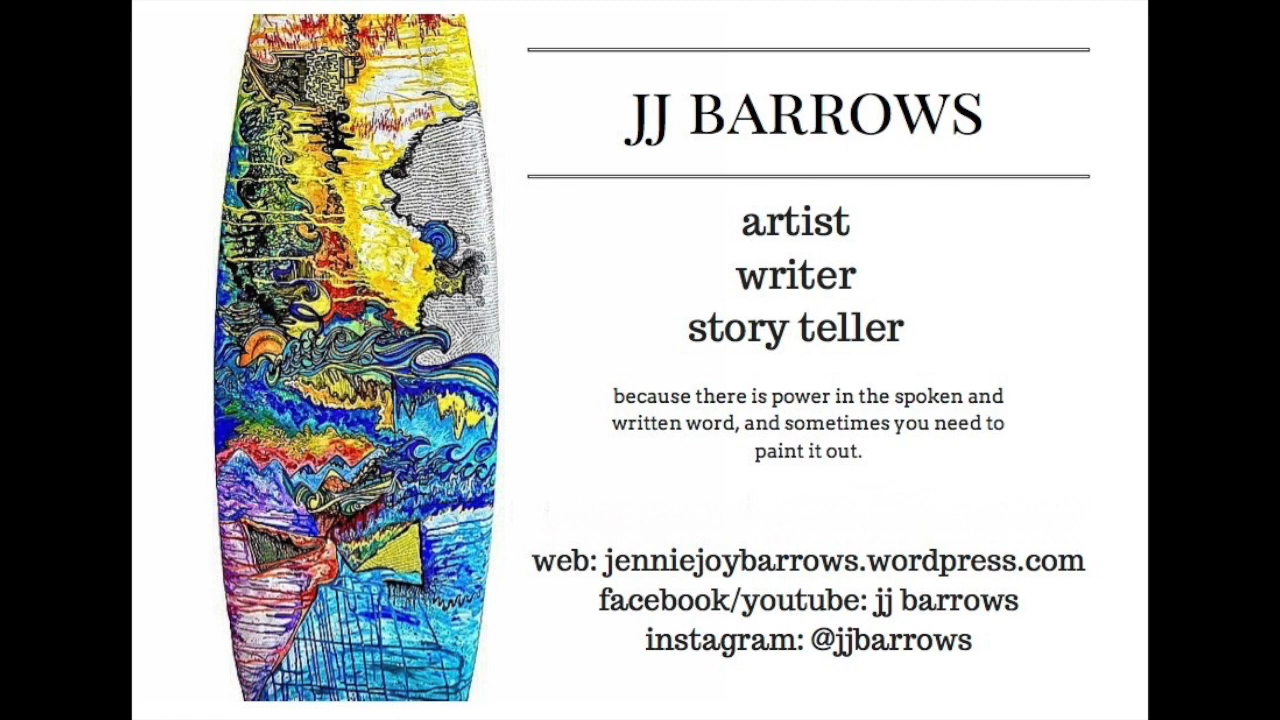 JJ BARROWS
artist
writer
story teller
because there is power in the spoken and
written word, and sometimes you need to
paint it out.
web: jenniejoybarrows.wordpress.com
facebook/youtube: jj barrows
instagram: @jjbarrows